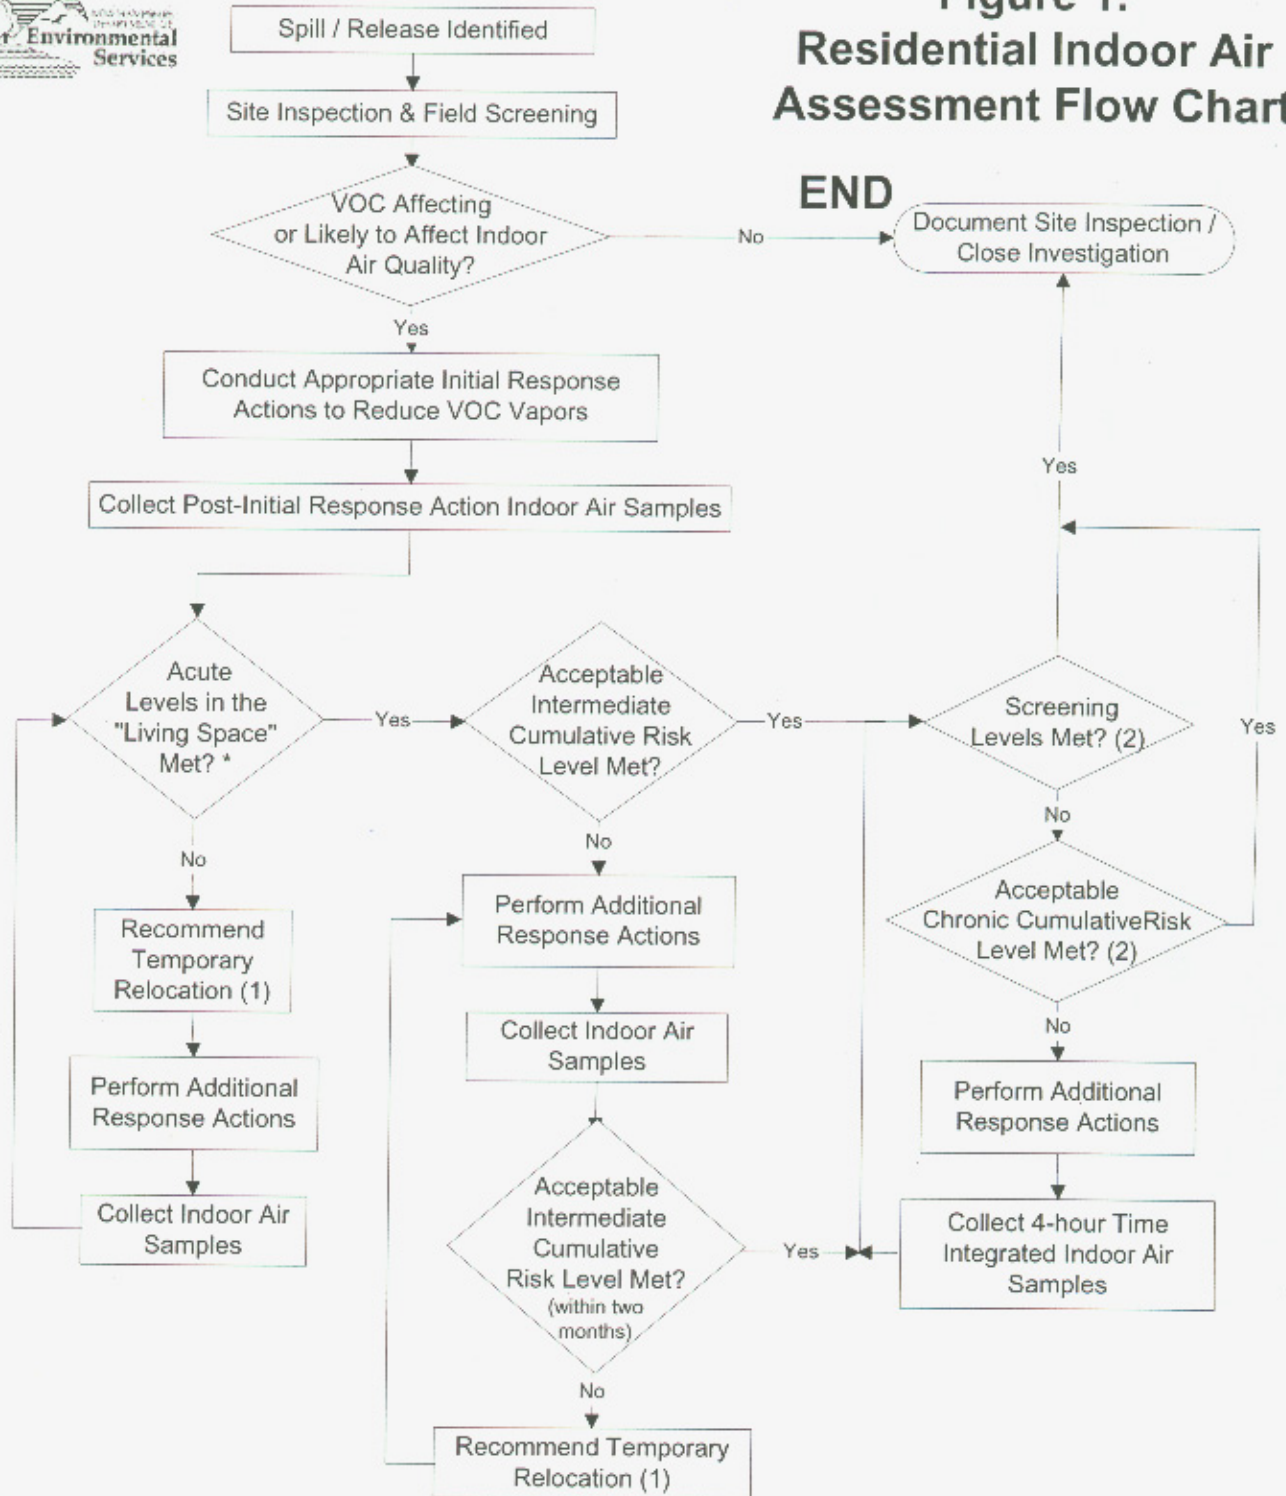 Environmental
Services
Figure 1.
Residential Indoor Air
Assessment Flow Chart
Spill / Release Identified
Site Inspection & Field Screening
VOC Affecting
or Likely to Affect Indoor
Air Quality?
No
END
Document Site Inspection /
Close Investigation
Yes
Conduct Appropriate Initial Response
Actions to Reduce VOC Vapors
Collect Post-Initial Response Action Indoor Air Samples
Acute
Levels in the
"Living Space"
Met? *
Yes
No
Recommend
Temporary
Relocation (1)
Perform Additional
Response Actions
Collect Indoor Air
Samples
Acceptable
Intermediate
Cumulative Risk
Level Met?
Yes
No
Perform Additional
Response Actions
Collect Indoor Air
Samples
Acceptable
Intermediate
Cumulative
Risk Level Met?
(within two
months)
Yes
No
Recommend Temporary
Relocation (1)
Yes
Screening
Levels Met? (2)
Yes
No
Acceptable
Chronic CumulativeRisk
Level Met? (2)
No
Perform Additional
Response Actions
Collect 4-hour Time
Integrated Indoor Air
Samples